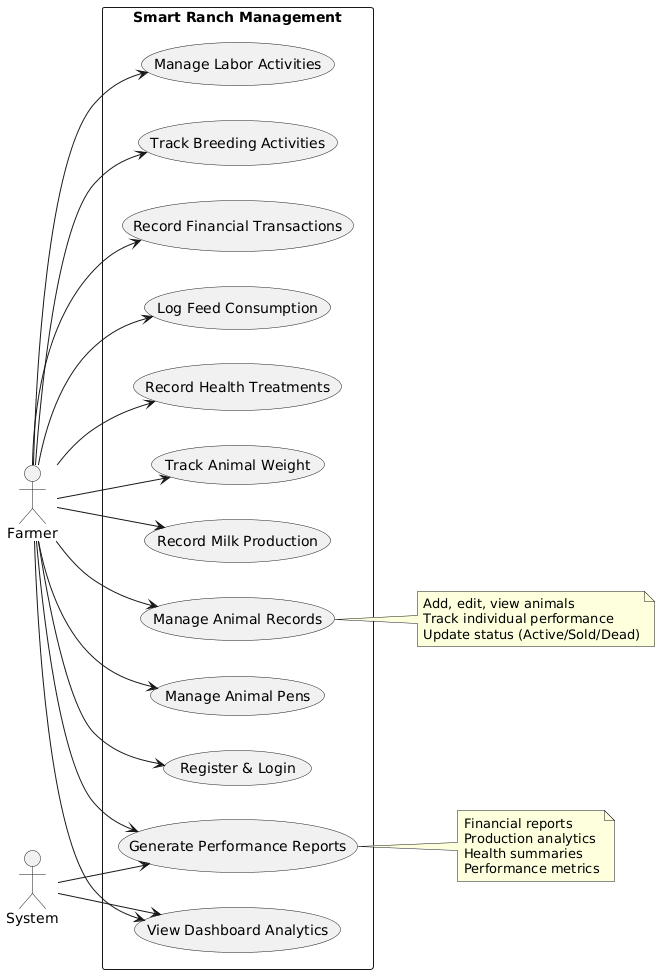 Smart Ranch Management
Manage Labor Activities
Track Breeding Activities
Record Financial Transactions
Log Feed Consumption
Record Health Treatments
Track Animal Weight
Farmer
Record Milk Production
Manage Animal Records
Add, edit, view animals
Track individual performance
Update status (Active/Sold/Dead)
Manage Animal Pens
Register & Login
Generate Performance Reports
Financial reports
Production analytics
Health summaries
Performance metrics
System
View Dashboard Analytics